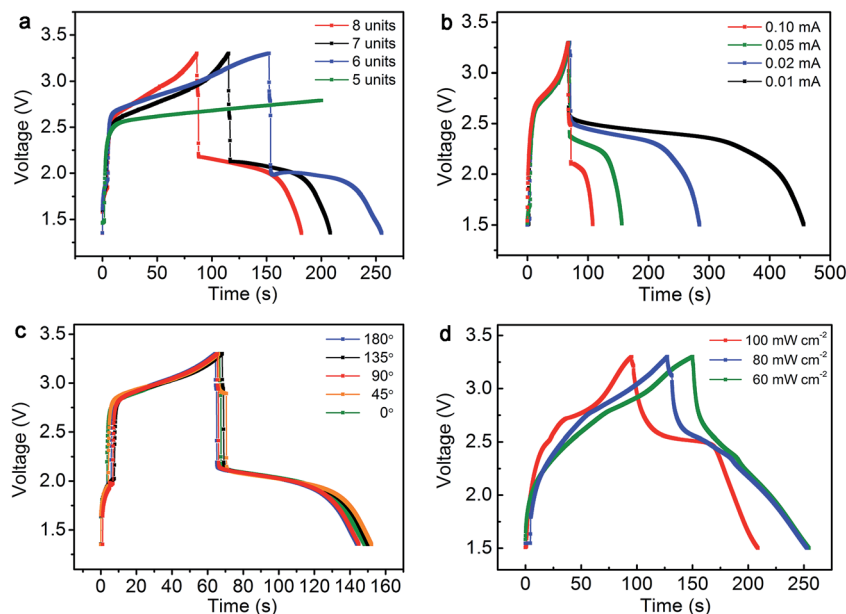 a
8 units
7 units
6 units
5 units
3.5
3.0
2.5
2.0
1.5
Voltage (V)
0 50 100 150 200 250
Time (s)
b
0.10 mA
0.05 mA
0.02 mA
0.01 mA
3.5
3.0
2.5
2.0
1.5
Voltage (V)
0 100 200 300 400 500
Time (s)
c
180°
135°
90°
45°
0°
3.5
3.0
2.5
2.0
1.5
Voltage (V)
0 20 40 60 80 100 120 140 160
Time (s)
d
100 mW cm⁻²
80 mW cm⁻²
60 mW cm⁻²
3.5
3.0
2.5
2.0
1.5
Voltage (V)
0 50 100 150 200 250
Time (s)